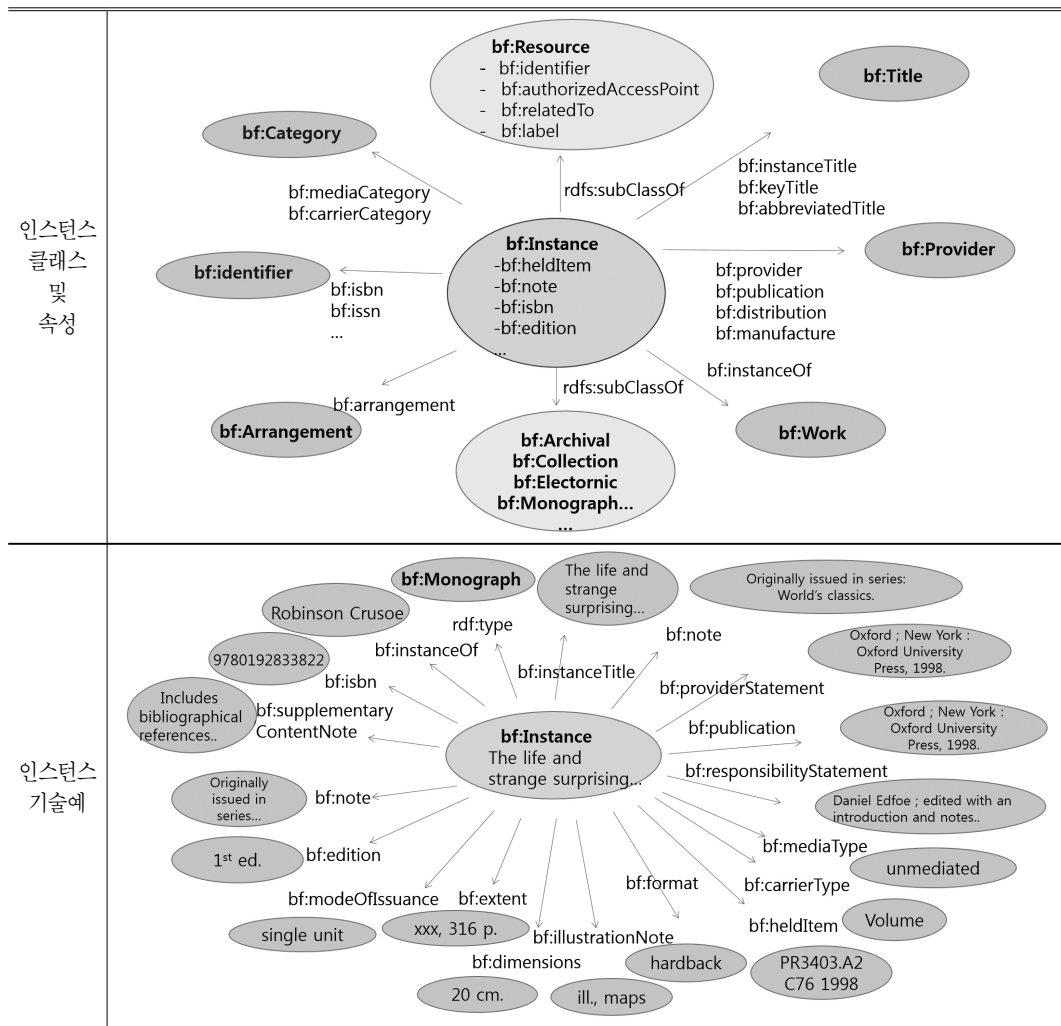 인스턴스
클래스
및
속성
bf:Resource
- bf:identifier
- bf:authorizedAccessPoint
- bf:relatedTo
- bf:label
bf:Title
bf:Category
bf:mediaCategory
bf:carrierCategory
rdfs:subClassOf
bf:instanceTitle
bf:keyTitle
bf:abbreviatedTitle
bf:Instance
-bf:heldItem
-bf:note
-bf:isbn
-bf:edition
...
bf:Provider
bf:provider
bf:publication
bf:distribution
bf:manufacture
bf:identifier
bf:isbn
bf:issn
...
bf:instanceOf
rdfs:subClassOf
bf:arrangement
bf:Arrangement
bf:Work
bf:Archival
bf:Collection
bf:Electornic
bf:Monograph...
...
인스턴스
기술예
bf:Monograph
rdf:type
The life and
strange
surprising...
bf:instanceTitle
Originally issued in series:
World's classics.
bf:note
Robinson Crusoe
bf:instanceOf
9780192833822
bf:isbn
Oxford ; New York :
Oxford University
Press, 1998.
bf:providerStatement
Includes
bibliographical
references..
bf:supplementary
ContentNote
bf:Instance
The life and
strange surprising...
bf:publication
Oxford ; New York :
Oxford University
Press, 1998.
bf:responsibilityStatement
Daniel Edfoe ; edited with an
introduction and notes..
Originally
issued in
series...
bf:note
bf:mediaType
unmediated
1st ed.
bf:edition
bf:carrierType
Volume
bf:modeOfIssuance
single unit
bf:extent
xxx, 316 p.
bf:format
hardback
bf:heldItem
PR3403.A2
C76 1998
bf:illustrationNote
ill., maps
bf:dimensions
20 cm.